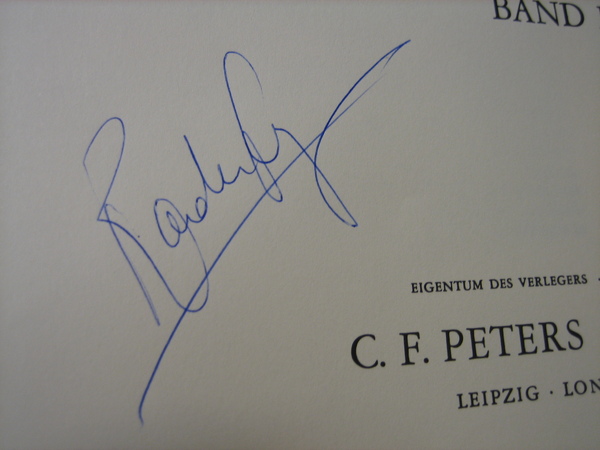 BAND
EIGENTUM DES VERLEGERS ·
C. F. PETERS
LEIPZIG · LON